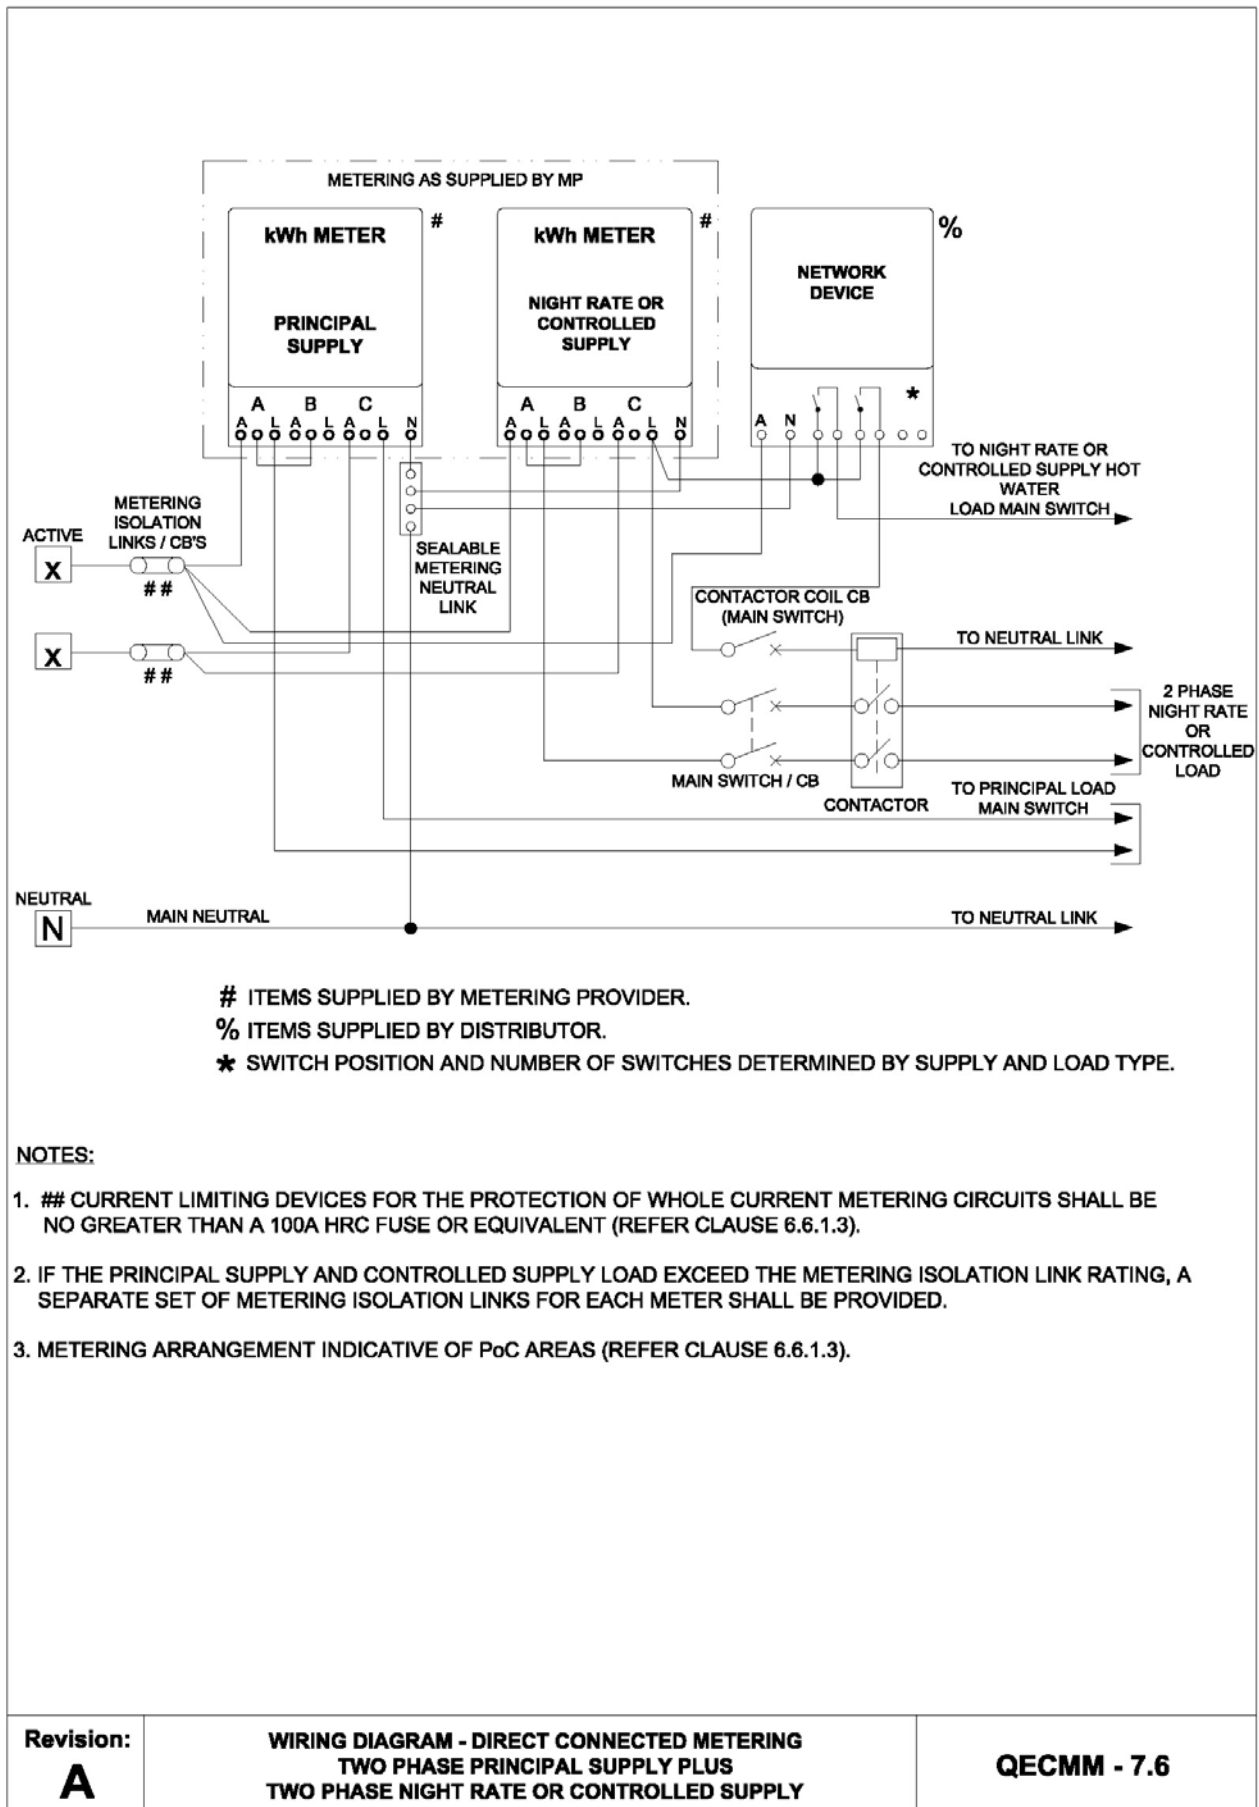 METERING AS SUPPLIED BY MP
kWh METER
#
PRINCIPAL
SUPPLY
A B C
A L A L A L N
kWh METER
#
NIGHT RATE OR
CONTROLLED
SUPPLY
A B C
A L A L A L N
%
NETWORK
DEVICE
*
A N
TO NIGHT RATE OR
CONTROLLED SUPPLY HOT
WATER
LOAD MAIN SWITCH
METERING
ISOLATION
LINKS / CB'S
ACTIVE
X
# #
SEALABLE
METERING
NEUTRAL
LINK
X
# #
CONTACTOR COIL CB
(MAIN SWITCH)
TO NEUTRAL LINK
2 PHASE
NIGHT RATE
OR
CONTROLLED
LOAD
MAIN SWITCH / CB
CONTACTOR
TO PRINCIPAL LOAD
MAIN SWITCH
NEUTRAL
N
MAIN NEUTRAL
TO NEUTRAL LINK
# ITEMS SUPPLIED BY METERING PROVIDER.
% ITEMS SUPPLIED BY DISTRIBUTOR.
* SWITCH POSITION AND NUMBER OF SWITCHES DETERMINED BY SUPPLY AND LOAD TYPE.
NOTES:
1. ## CURRENT LIMITING DEVICES FOR THE PROTECTION OF WHOLE CURRENT METERING CIRCUITS SHALL BE
NO GREATER THAN A 100A HRC FUSE OR EQUIVALENT (REFER CLAUSE 6.6.1.3).
2. IF THE PRINCIPAL SUPPLY AND CONTROLLED SUPPLY LOAD EXCEED THE METERING ISOLATION LINK RATING, A
SEPARATE SET OF METERING ISOLATION LINKS FOR EACH METER SHALL BE PROVIDED.
3. METERING ARRANGEMENT INDICATIVE OF PoC AREAS (REFER CLAUSE 6.6.1.3).
Revision:
A
WIRING DIAGRAM - DIRECT CONNECTED METERING
TWO PHASE PRINCIPAL SUPPLY PLUS
TWO PHASE NIGHT RATE OR CONTROLLED SUPPLY
QECMM - 7.6